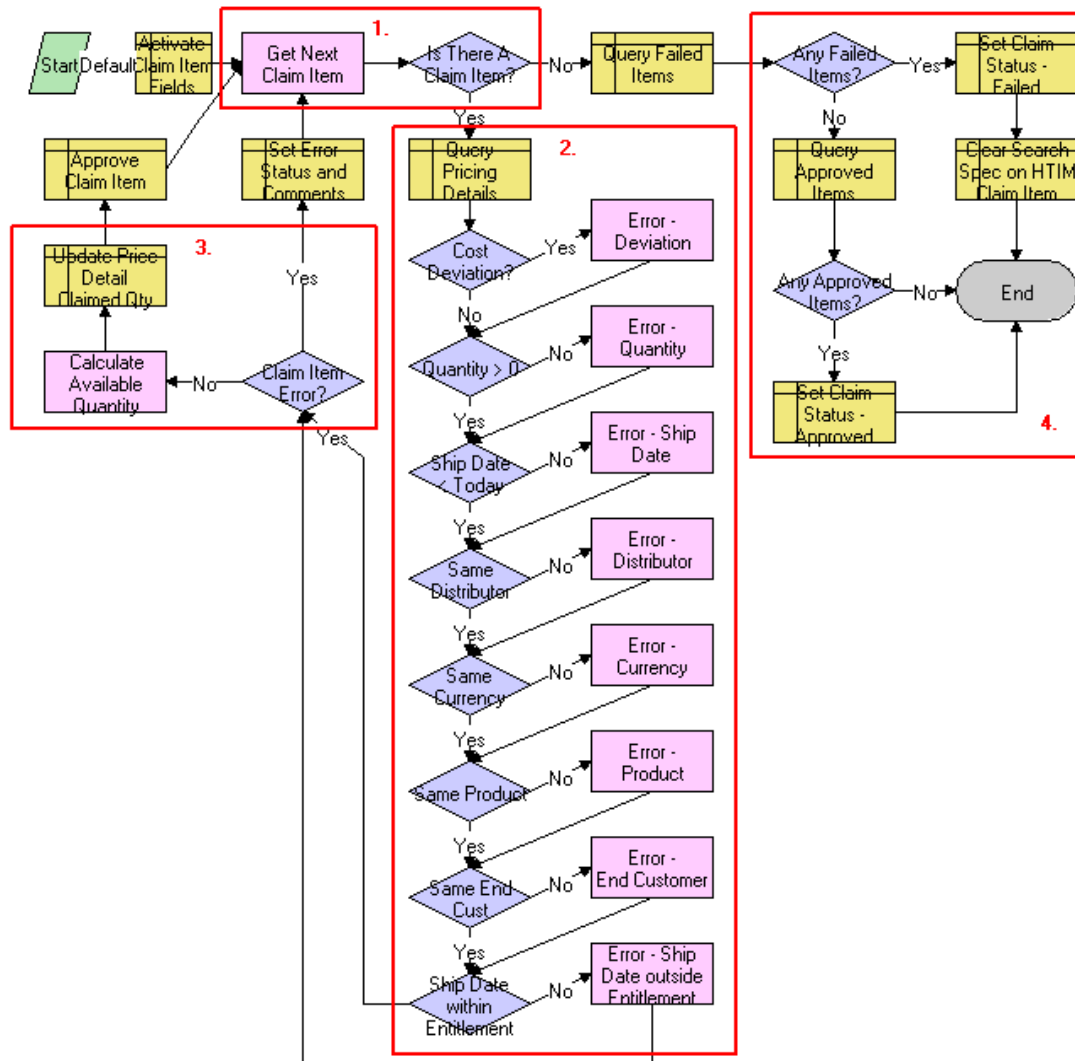 1.
Start
Default
Activate
Claim Item
Fields
Get Next
Claim Item
Is There A
Claim Item?
No
Query Failed
Items
Any Failed
Items?
Yes
Set Claim
Status -
Failed
Yes
No
Approve
Claim Item
Set Error
Status and
Comments
2.
Query
Pricing
Details
Query
Approved
Items
Clear Search
Spec on HTIM
Claim Item
3.
Update Price
Detail
Claimed Qty
Yes
Cost
Deviation?
Yes
Error -
Deviation
Any Approved
Items?
No
End
No
Calculate
Available
Quantity
No
Claim Item
Error?
Quantity > 0
No
Error -
Quantity
Yes
Set Claim
Status -
Approved
4.
Yes
Yes
Ship Date
< Today
No
Error - Ship
Date
Yes
Same
Distributor
No
Error -
Distributor
Yes
Same
Currency
No
Error -
Currency
Yes
Same Product
No
Error -
Product
Yes
Same End
Cust
No
Error -
End Customer
Yes
Ship Date
within
Entitlement
No
Error - Ship
Date outside
Entitlement